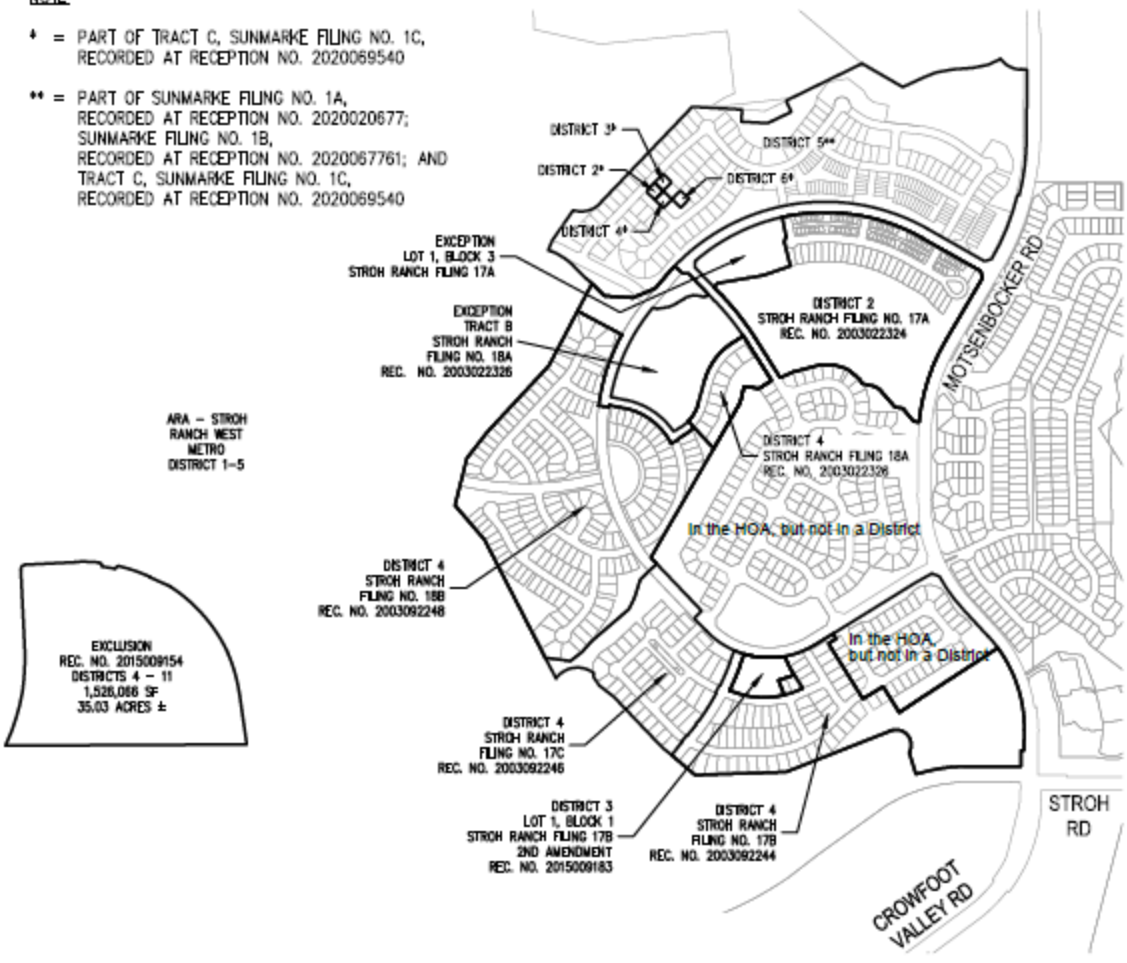 NOTE
* = PART OF TRACT C, SUNMARKE FILING NO. 1C,
RECORDED AT RECEPTION NO. 2020069540
** = PART OF SUNMARKE FILING NO. 1A,
RECORDED AT RECEPTION NO. 2020020677;
SUNMARKE FILING NO. 1B,
RECORDED AT RECEPTION NO. 2020067761; AND
TRACT C, SUNMARKE FILING NO. 1C,
RECORDED AT RECEPTION NO. 2020069540
DISTRICT 3*
DISTRICT 5**
DISTRICT 2*
DISTRICT 6*
DISTRICT 4*
EXCEPTION
LOT 1, BLOCK 3
STROH RANCH FILING 17A
EXCEPTION
TRACT B
STROH RANCH
FILING NO. 18A
REC. NO. 2003022326
DISTRICT 2
STROH RANCH FILING NO. 17A
REC. NO. 2003022324
MOTSENBOCKER RD
ARA - STROH
RANCH WEST
METRO
DISTRICT 1-5
DISTRICT 4
STROH RANCH FILING 18A
REC. NO. 2003022326
In the HOA, but not in a District
DISTRICT 4
STROH RANCH
FILING NO. 18B
REC. NO. 2003092248
EXCLUSION
REC. NO. 2015009154
DISTRICTS 4 - 11
1,526,066 SF
35.03 ACRES ±
In the HOA,
but not in a District
DISTRICT 4
STROH RANCH
FILING NO. 17C
REC. NO. 2003092246
DISTRICT 3
LOT 1, BLOCK 1
STROH RANCH FILING 17B
2ND AMENDMENT
REC. NO. 2015009183
DISTRICT 4
STROH RANCH
FILING NO. 17B
REC. NO. 2003092244
STROH
RD
CROWFOOT
VALLEY RD